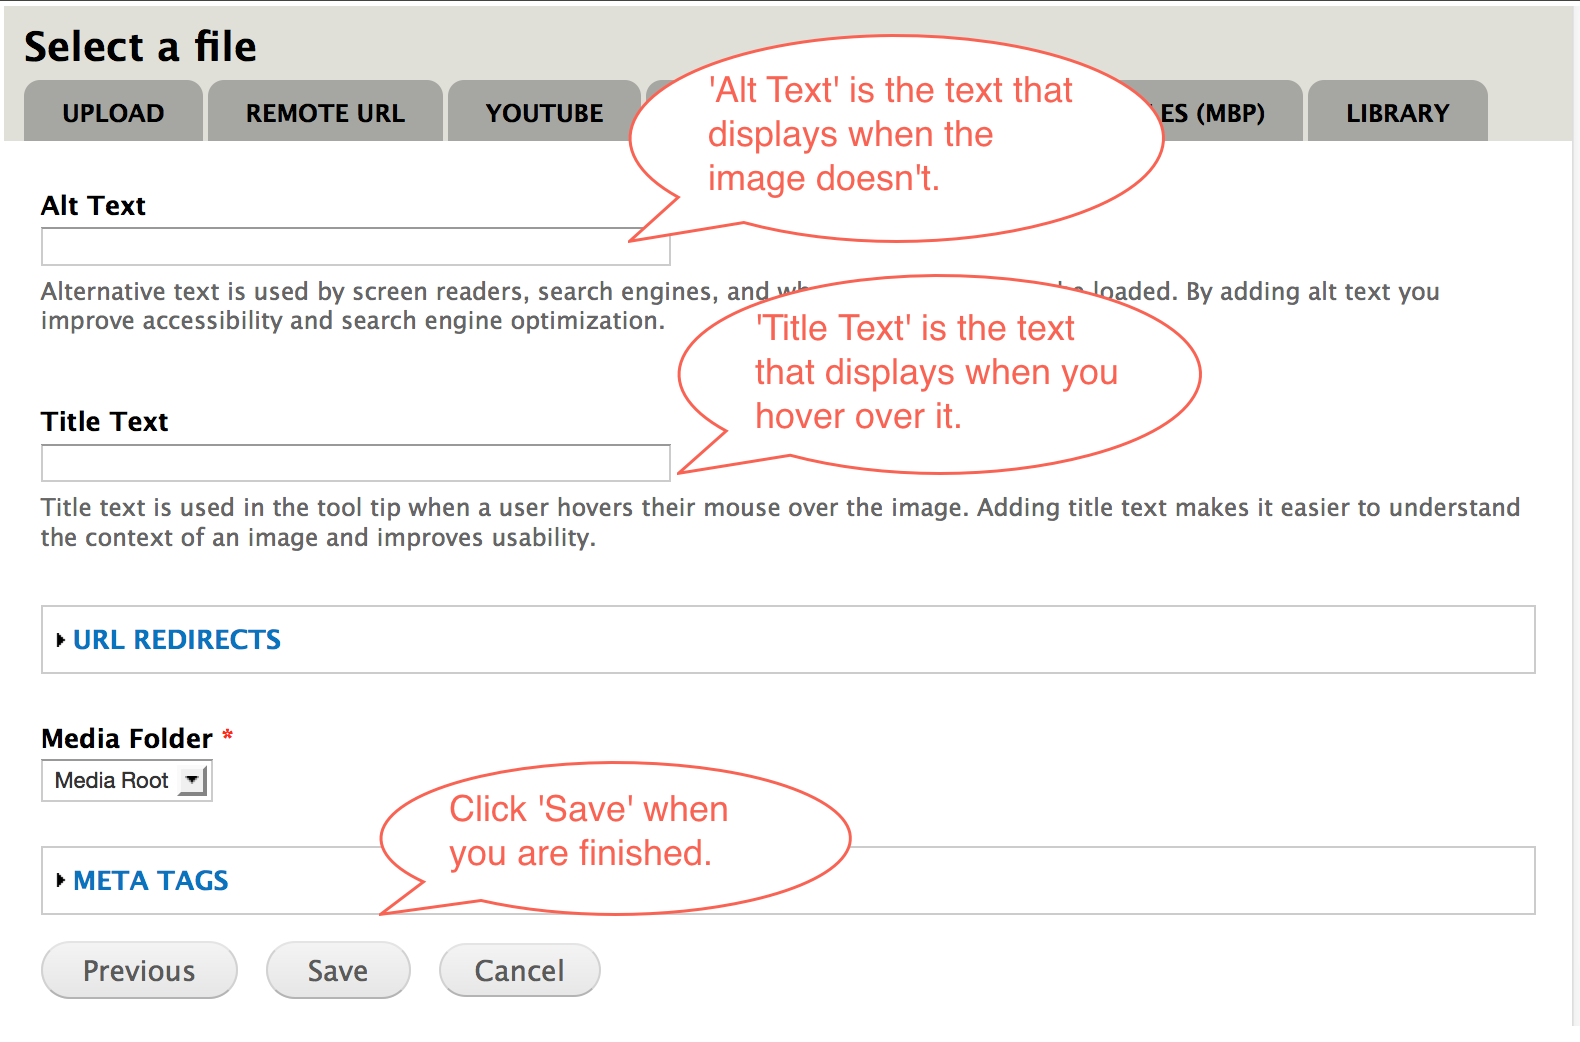 Select a file
UPLOAD REMOTE URL YOUTUBE ES (MBP) LIBRARY
'Alt Text' is the text that
displays when the
image doesn't.
Alt Text
Alternative text is used by screen readers, search engines, and loaded. By adding alt text you
improve accessibility and search engine optimization.
'Title Text' is the text
that displays when you
hover over it.
Title Text
Title text is used in the tool tip when a user hovers their mouse over the image. Adding title text makes it easier to understand
the context of an image and improves usability.
URL REDIRECTS
Media Folder *
Media Root
Click 'Save' when
you are finished.
META TAGS
Previous Save Cancel